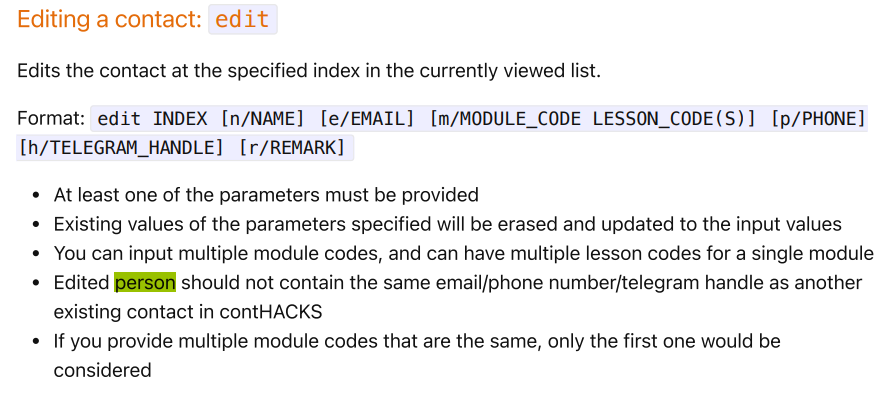 Editing a contact: edit
Edits the contact at the specified index in the currently viewed list.
Format: edit INDEX [n/NAME] [e/EMAIL] [m/MODULE_CODE LESSON_CODE(S)] [p/PHONE]
[h/TELEGRAM_HANDLE] [r/REMARK]
• At least one of the parameters must be provided
• Existing values of the parameters specified will be erased and updated to the input values
• You can input multiple module codes, and can have multiple lesson codes for a single module
• Edited person should not contain the same email/phone number/telegram handle as another
existing contact in contHACKS
• If you provide multiple module codes that are the same, only the first one would be
considered